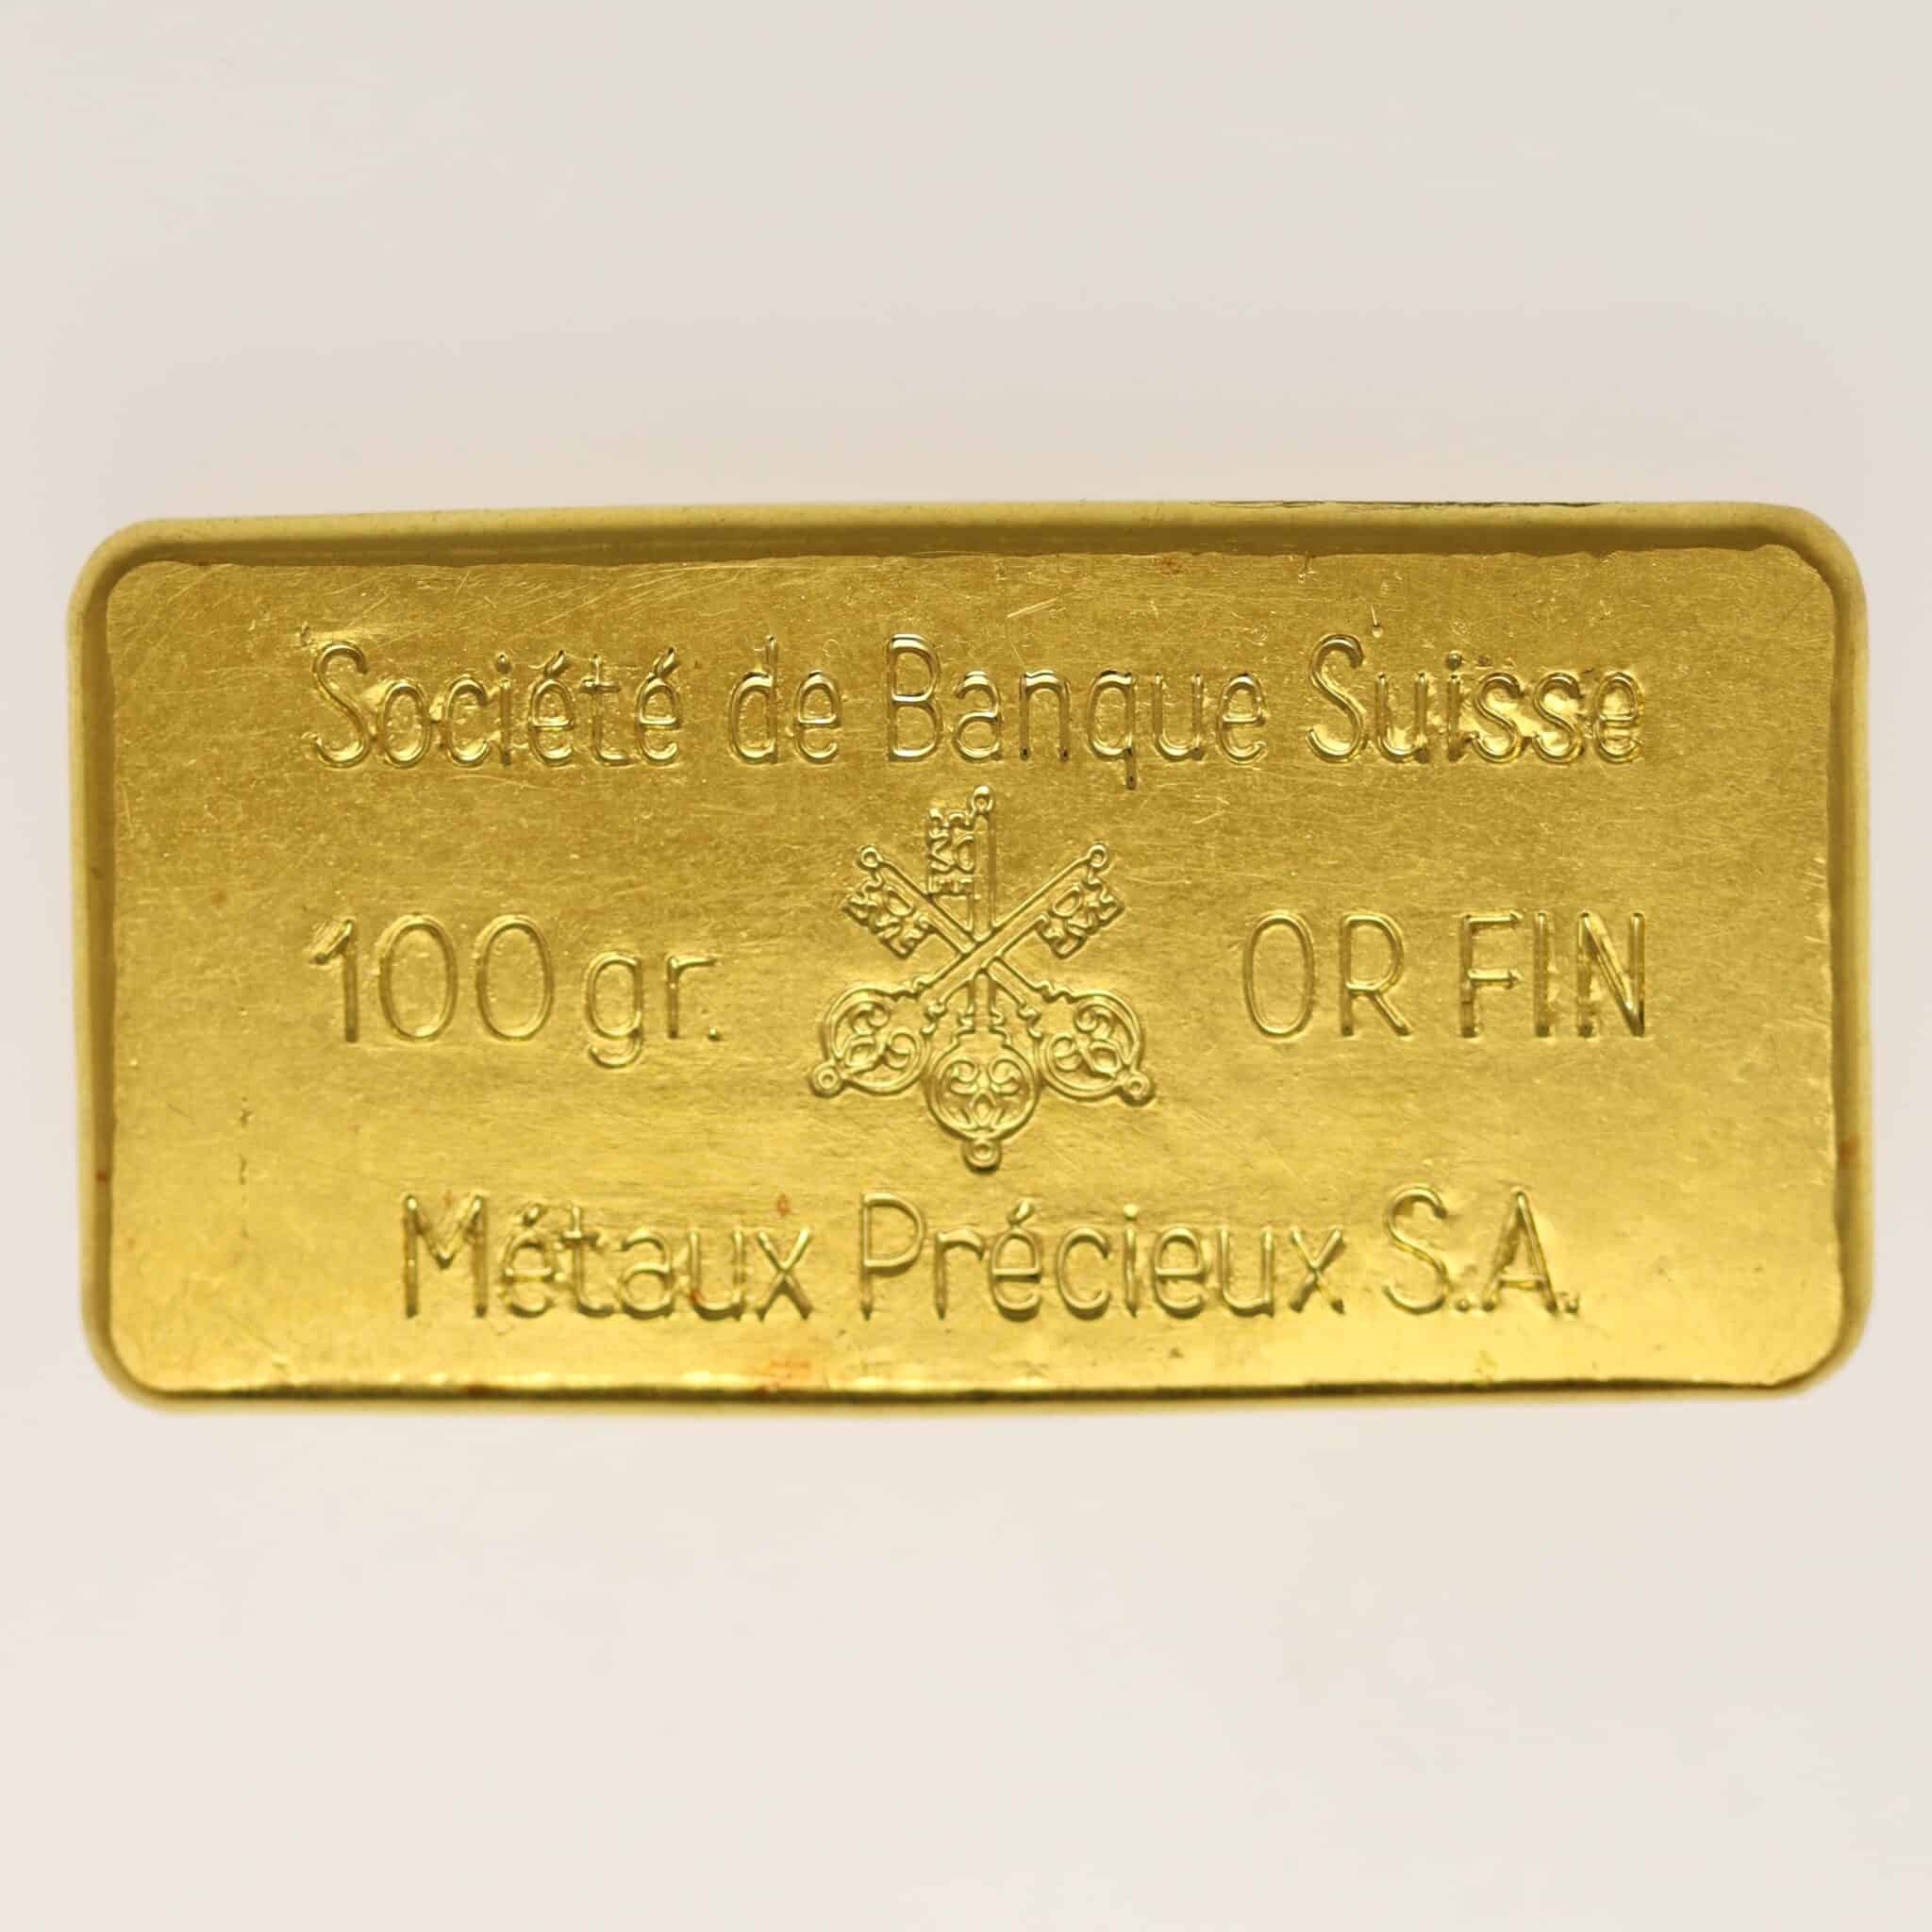 Société de Banque Suisse
100 gr. OR FIN
Métaux Précieux S.A.